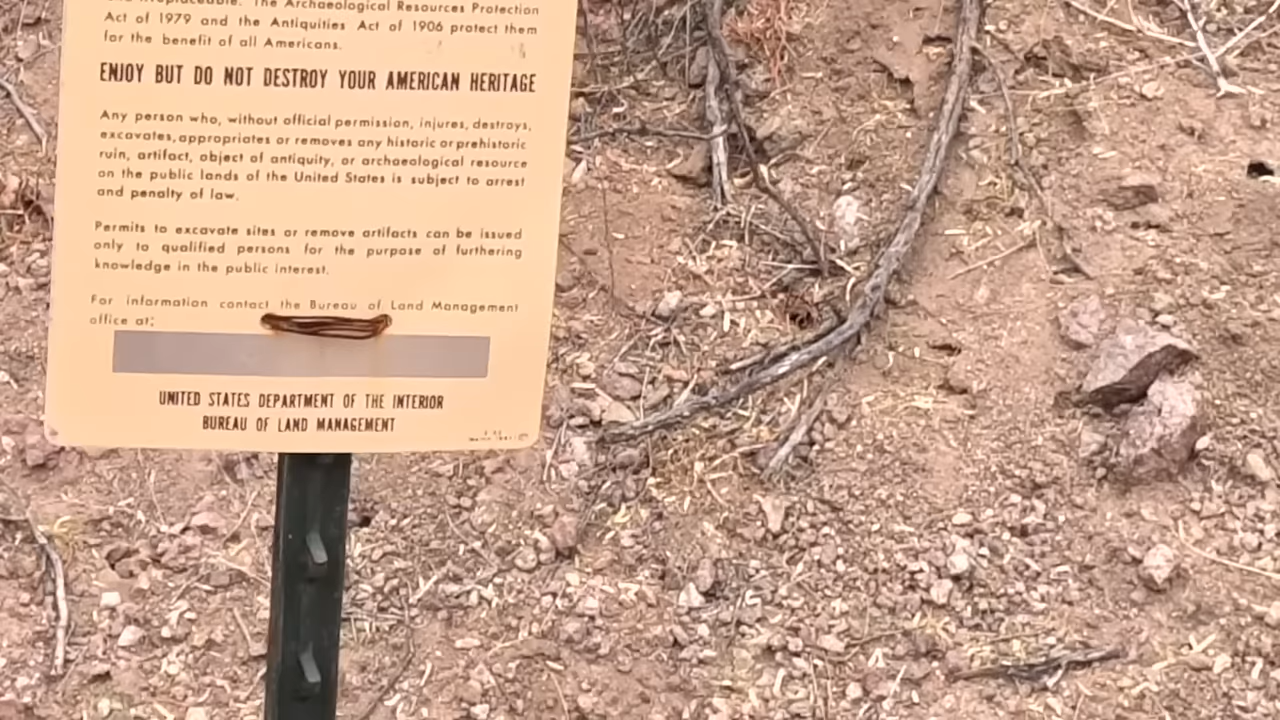 and irreplaceable. The Archaeological Resources Protection
Act of 1979 and the Antiquities Act of 1906 protect them
for the benefit of all Americans.
ENJOY BUT DO NOT DESTROY YOUR AMERICAN HERITAGE
Any person who, without official permission, injures, destroys,
excavates, appropriates or removes any historic or prehistoric
ruin, artifact, object of antiquity, or archaeological resource
on the public lands of the United States is subject to arrest
and penalty of law.
Permits to excavate sites or remove artifacts can be issued
only to qualified persons for the purpose of furthering
knowledge in the public interest.
For information contact the Bureau of Land Management
office at:
UNITED STATES DEPARTMENT OF THE INTERIOR
BUREAU OF LAND MANAGEMENT